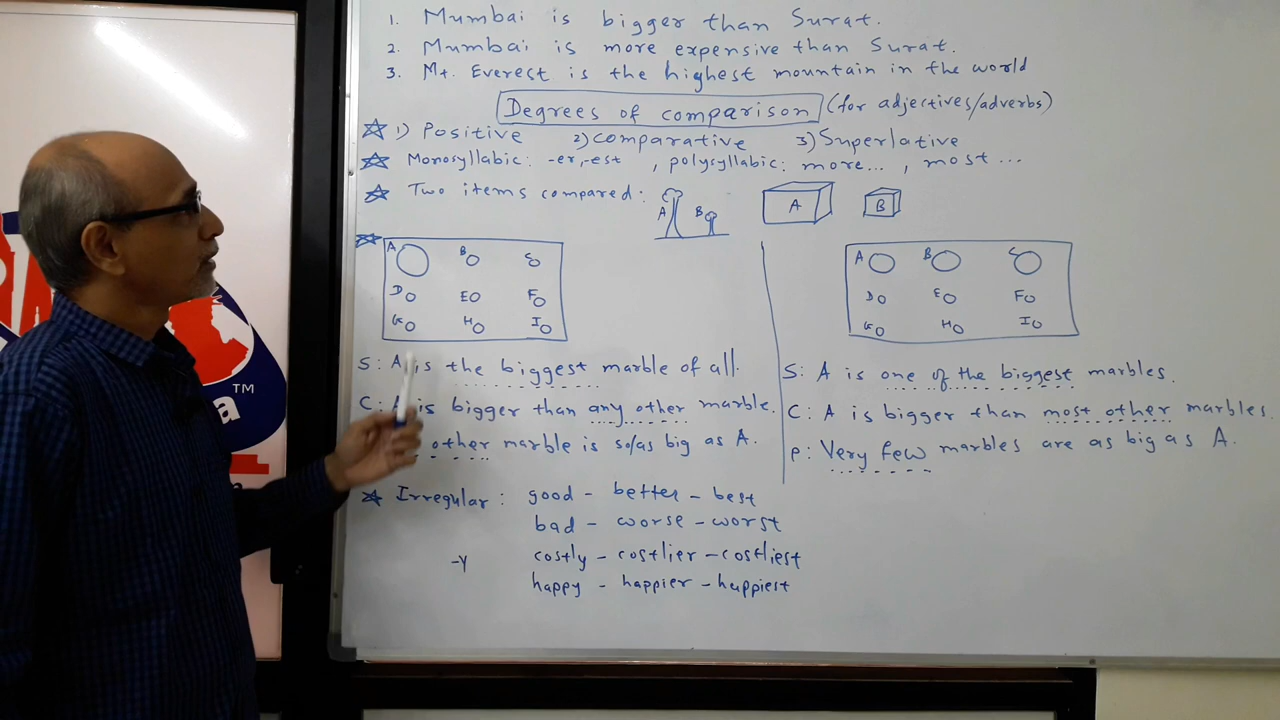 1. Mumbai is bigger than Surat.
2. Mumbai is more expensive than Surat.
3. Mt. Everest is the highest mountain in the world
Degrees of comparison (for adjectives/adverbs)
1) Positive 2) comparative 3) Superlative
Monosyllabic: -er, -est, polysyllabic: more..., most...
Two items compared: A B A B
A B C
D E F
G H I
A B C
D E F
G H I
S: A is the biggest marble of all.
C: A is bigger than any other marble.
other marble is so/as big as A.
S: A is one of the biggest marbles.
C: A is bigger than most other marbles.
P: Very few marbles are as big as A.
Irregular: good - better - best
bad - worse - worst
-y costly - costlier - costliest
happy - happier - happiest
TM
a